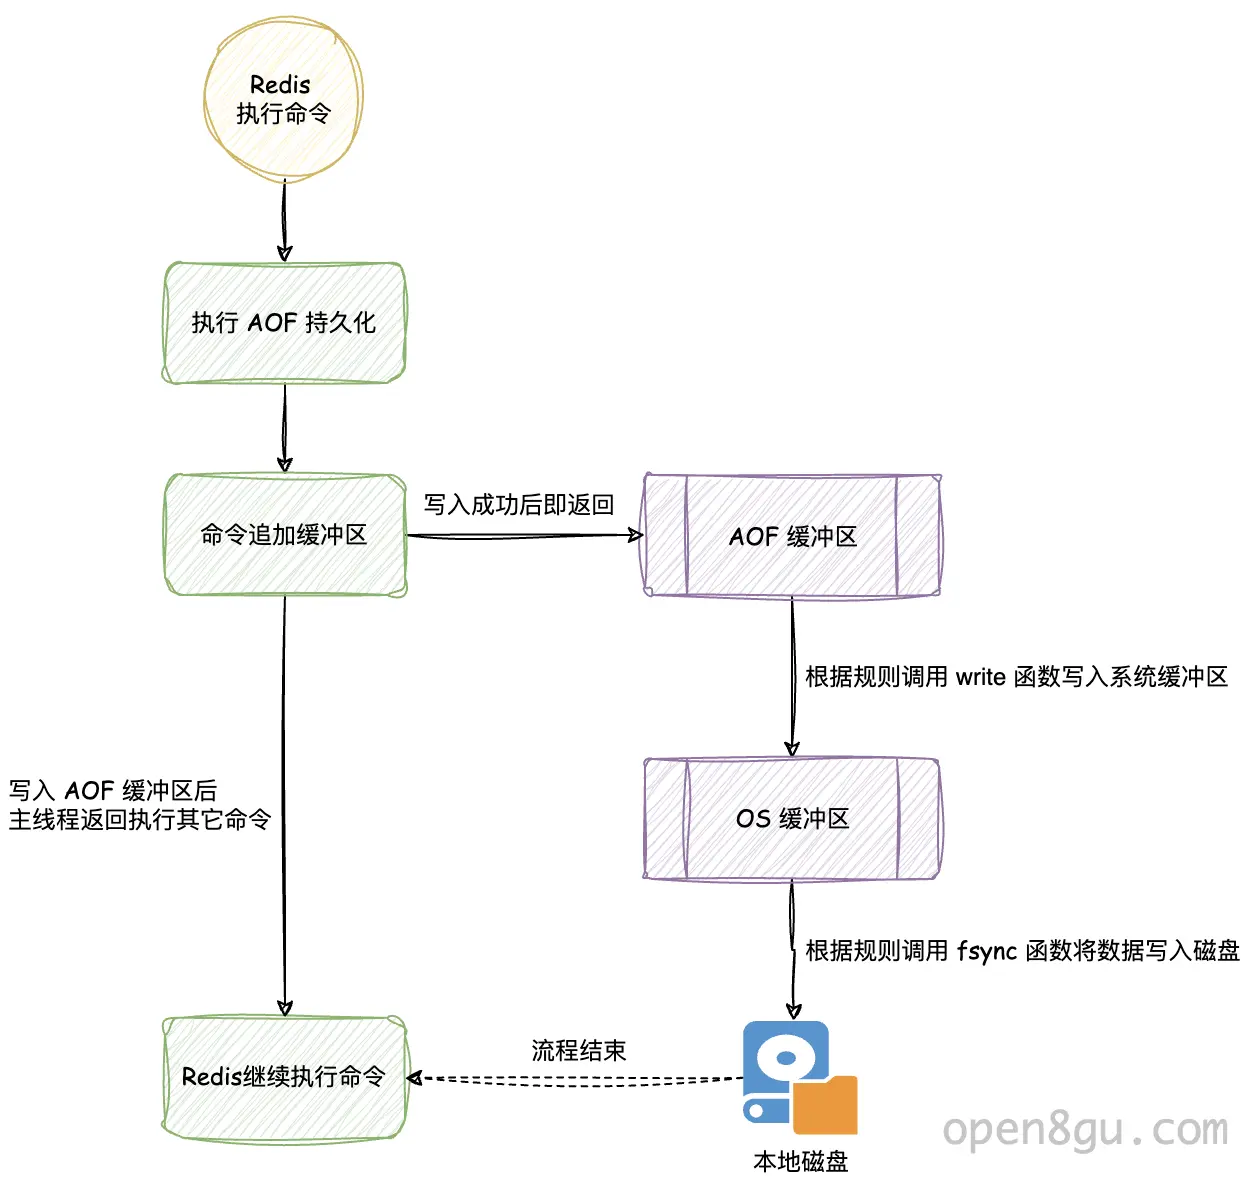 Redis
执行命令
执行 AOF 持久化
命令追加缓冲区
写入成功后即返回
AOF 缓冲区
根据规则调用 write 函数写入系统缓冲区
写入 AOF 缓冲区后
主线程返回执行其它命令
OS 缓冲区
根据规则调用 fsync 函数将数据写入磁盘
Redis继续执行命令
流程结束
本地磁盘
open8gu.com